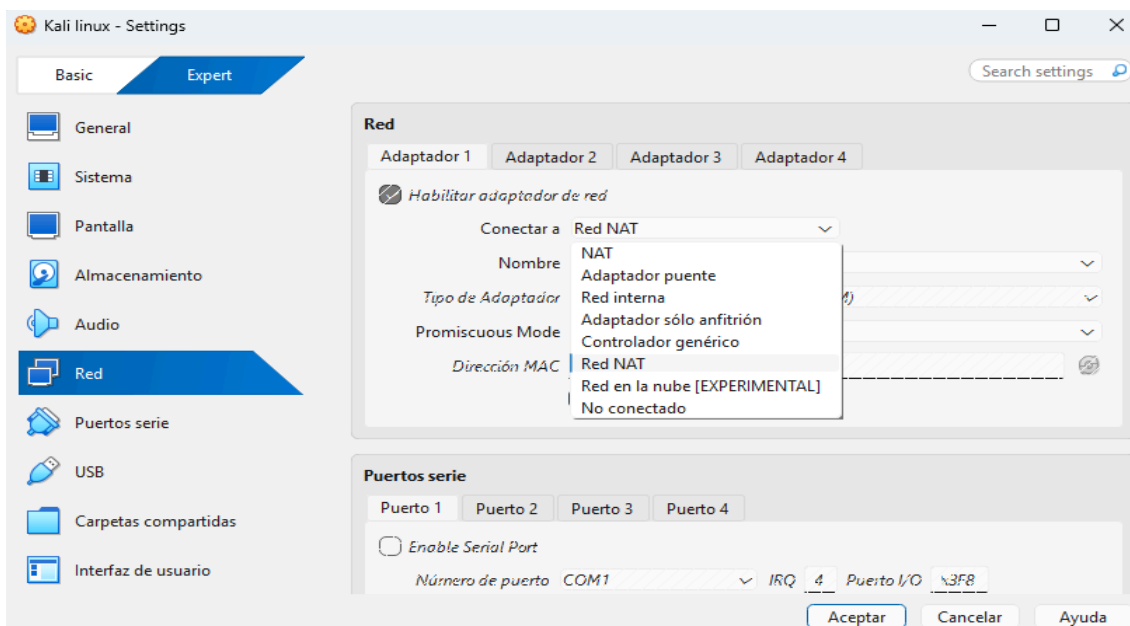 Kali linux - Settings
Basic
Expert
Search settings
General
Sistema
Pantalla
Almacenamiento
Audio
Red
Puertos serie
USB
Carpetas compartidas
Interfaz de usuario
Red
Adaptador 1
Adaptador 2
Adaptador 3
Adaptador 4
Habilitar adaptador de red
Conectar a Red NAT
NAT
Adaptador puente
Red interna
Adaptador sólo anfitrión
Controlador genérico
Red NAT
Red en la nube [EXPERIMENTAL]
No conectado
Nombre
Tipo de Adaptador
Promiscuous Mode
Dirección MAC
Puertos serie
Puerto 1
Puerto 2
Puerto 3
Puerto 4
Enable Serial Port
Número de puerto COM1 IRQ 4 Puerto I/O x3F8
Aceptar
Cancelar
Ayuda